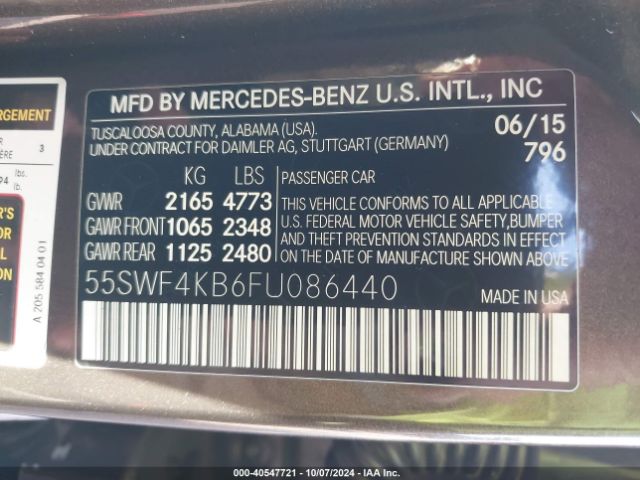 MFD BY MERCEDES-BENZ U.S. INTL., INC
TUSCALOOSA COUNTY, ALABAMA (USA).
UNDER CONTRACT FOR DAIMLER AG, STUTTGART (GERMANY)
06/15
796
KG LBS
GVWR 2165 4773
GAWR FRONT 1065 2348
GAWR REAR 1125 2480
PASSENGER CAR
THIS VEHICLE CONFORMS TO ALL APPLICABLE
U.S. FEDERAL MOTOR VEHICLE SAFETY,BUMPER
AND THEFT PREVENTION STANDARDS IN EFFECT
ON THE DATE OF MANUFACTURE SHOWN ABOVE.
55SWF4KB6FU086440
MADE IN USA
3
lbs.
lb.
A 205 584 04 01
000-40547721 | 10/07/2024 | IAA Inc.